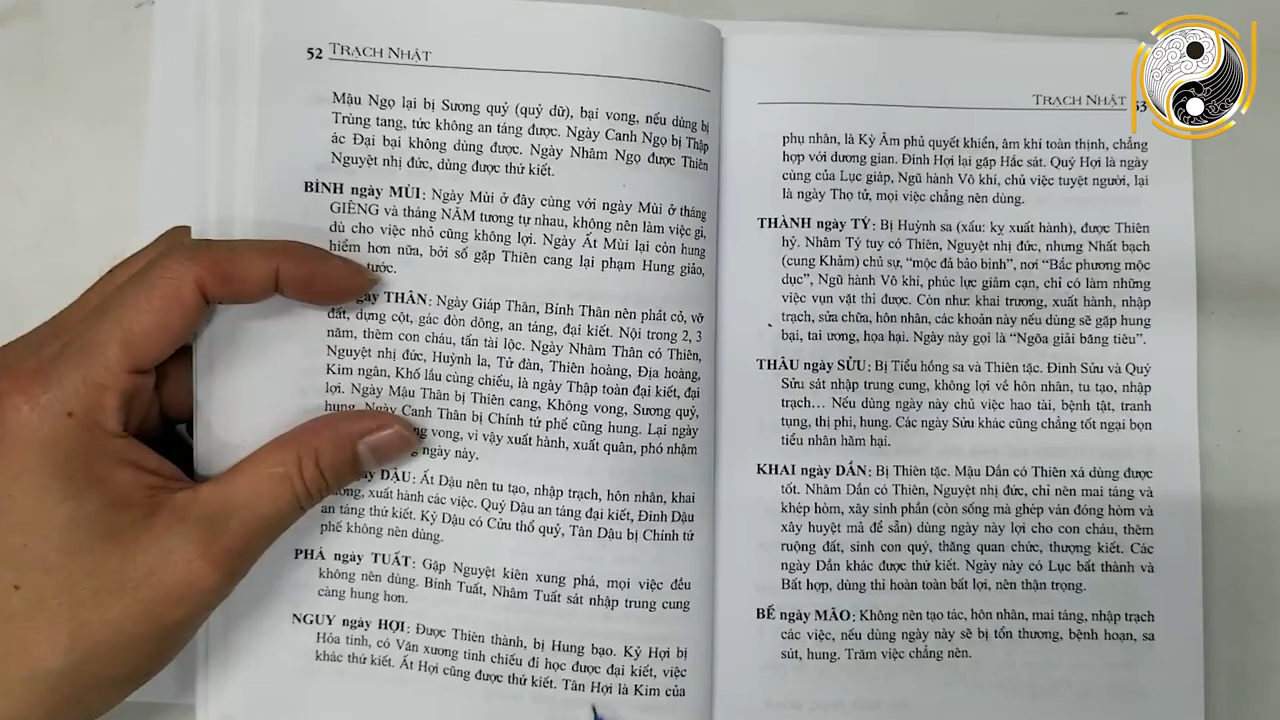 52 TRẠCH NHẬT
Mậu Ngọ lại bị Sương quỷ (quỷ dữ), bại vong, nếu dùng bị
Trùng tang, tức không an táng được. Ngày Canh Ngọ bị Thập
ác Đại bại không dùng được. Ngày Nhâm Ngọ được Thiên
Nguyệt nhị đức, dùng được thứ kiết.
BÌNH ngày MÙI: Ngày Mùi ở đây cùng với ngày Mùi ở tháng
GIÊNG và tháng NĂM tương tự nhau, không nên làm việc gì,
dù cho việc nhỏ cũng không lợi. Ngày Ất Mùi lại còn hung
hiểm hơn nữa, bởi số gặp Thiên cang lại phạm Hung giảo,
tước.
THÂN: Ngày Giáp Thân, Bính Thân nên phát cỏ, vỡ
đất, dựng cột, gác đòn dông, an táng, đại kiết. Nội trong 2, 3
năm, thêm con cháu, tấn tài lộc. Ngày Nhâm Thân có Thiên,
Nguyệt nhị đức, Huỳnh la, Tử đàn, Thiên hoàng, Địa hoàng,
Kim ngân, Khố lâu cùng chiếu, là ngày Thập toàn đại kiết, đại
lợi. Ngày Mậu Thân bị Thiên cang, Không vong, Sương quỷ,
hung. Ngày Canh Thân bị Chính tứ phế cũng hung. Lại ngày
vong, vì vậy xuất hành, xuất quân, phó nhậm
ngày này.
DẬU: Ất Dậu nên tu tạo, nhập trạch, hôn nhân, khai
xuất hành các việc. Quý Dậu an táng đại kiết, Đinh Dậu
an táng thứ kiết. Kỷ Dậu có Cửu thổ quỷ, Tân Dậu bị Chính tứ
phế không nên dùng.
PHÁ ngày TUẤT: Gặp Nguyệt kiên xung phá, mọi việc đều
không nên dùng. Bính Tuất, Nhâm Tuất sát nhập trung cung
càng hung hơn.
NGUY ngày HỢI: Được Thiên thành, bị Hung bạo. Kỷ Hợi bị
Hỏa tinh, có Văn xương tinh chiếu đi học được đại kiết, việc
khác thứ kiết. Ất Hợi cũng được thứ kiết. Tân Hợi là Kim của
TRẠCH NHẬT 53
phụ nhân, là Kỳ Âm phủ quyết khiển, âm khí toàn thịnh, chẳng
hợp với dương gian. Đinh Hợi lại gặp Hắc sát. Quý Hợi là ngày
cùng của Lục giáp, Ngũ hành Vô khí, chủ việc tuyệt người, lại
là ngày Thọ tử, mọi việc chẳng nên dùng.
THÀNH ngày TÝ: Bị Huỳnh sa (xấu: kỵ xuất hành), được Thiên
hỷ. Nhâm Tý tuy có Thiên, Nguyệt nhị đức, nhưng Nhất bạch
(cung Khảm) chủ sự, “mộc đả bảo bình”, nơi “Bắc phương mộc
dục”, Ngũ hành Vô khí, phúc lực giảm cạn, chỉ có làm những
việc vụn vặt thì được. Còn như: khai trương, xuất hành, nhập
trạch, sửa chữa, hôn nhân, các khoản này nếu dùng sẽ gặp hung
bại, tai ương, họa hại. Ngày này gọi là “Ngõa giải băng tiêu”.
THÂU ngày SỬU: Bị Tiểu hồng sa và Thiên tặc. Đinh Sửu và Quý
Sửu sát nhập trung cung, không lợi về hôn nhân, tu tạo, nhập
trạch… Nếu dùng ngày này chủ việc hao tài, bệnh tật, tranh
tụng, thị phi, hung. Các ngày Sửu khác cũng chẳng tốt ngại bọn
tiểu nhân hãm hại.
KHAI ngày DẦN: Bị Thiên tặc. Mậu Dần có Thiên xá dùng được
tốt. Nhâm Dần có Thiên, Nguyệt nhị đức, chỉ nên mai táng và
khép hòm, xây sinh phần (còn sống mà ghép ván đóng hòm và
xây huyệt mả để sẵn) dùng ngày này lợi cho con cháu, thêm
ruộng đất, sinh con quý, thăng quan chức, thượng kiết. Các
ngày Dần khác được thứ kiết. Ngày này có Lục bất thành và
Bất hợp, dùng thì hoàn toàn bất lợi, nên thận trọng.
BẾ ngày MÃO: Không nên tạo tác, hôn nhân, mai táng, nhập trạch
các việc, nếu dùng ngày này sẽ bị tổn thương, bệnh hoạn, sa
sút, hung. Trăm việc chẳng nên.